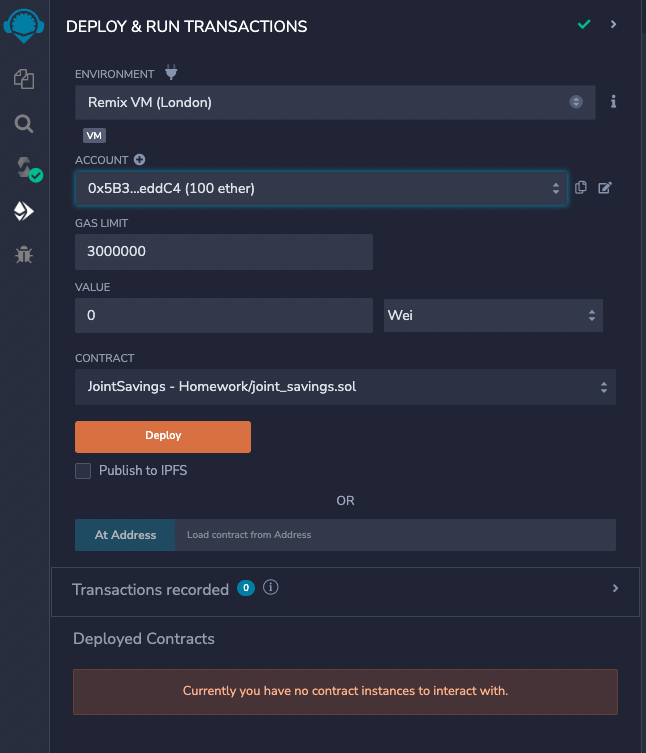 DEPLOY & RUN TRANSACTIONS
ENVIRONMENT
Remix VM (London)
VM
ACCOUNT
0x5B3...eddC4 (100 ether)
GAS LIMIT
3000000
VALUE
0 Wei
CONTRACT
JointSavings - Homework/joint_savings.sol
Deploy
Publish to IPFS
OR
At Address Load contract from Address
Transactions recorded 0
Deployed Contracts
Currently you have no contract instances to interact with.